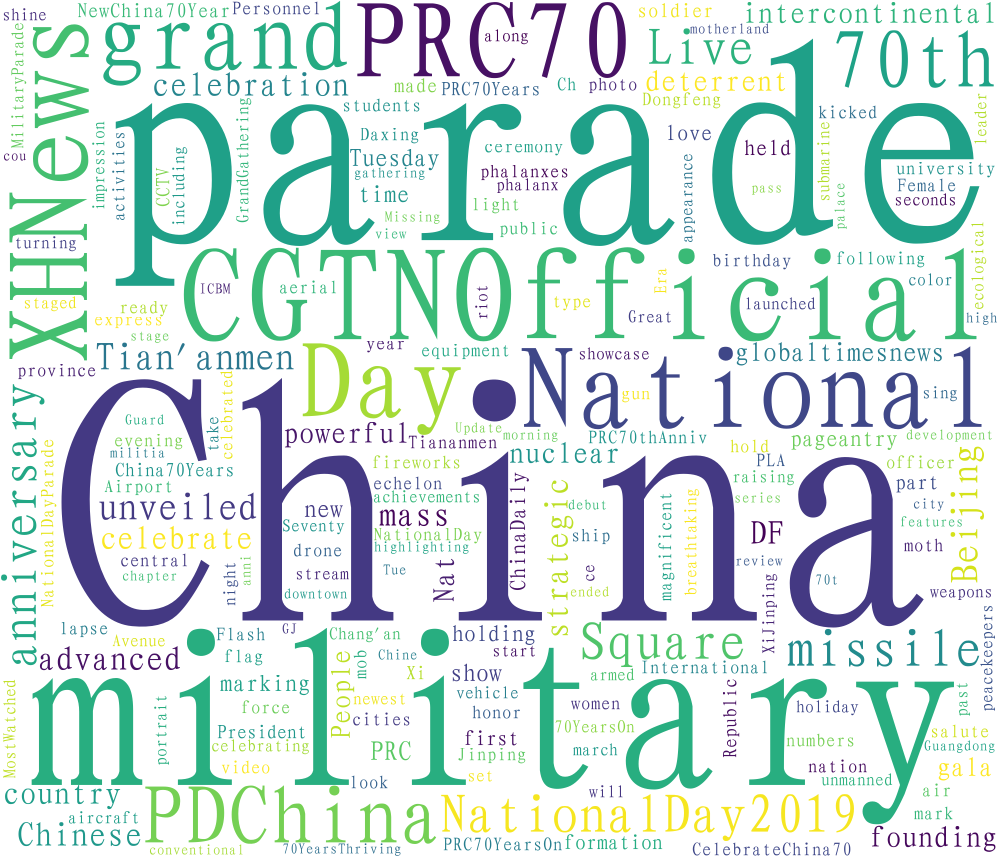 shine
NewChina70Year
Personnel
grand
PRC70
along
soldier
motherland
intercontinental
Live
70th
MilitaryParade
XHNews
celebration
students
made
PRC70Years
Ch
photo
deterrent
Dongfeng
kicked
leader
cou
impression
activities
CCTV
including
GrandGathering
parade
Daxing
Tuesday
gathering
time
Missing
view
ceremony
phalanxes
phalanx
light
public
love
appearance
held
pass
submarine
palace
university
Female
seconds
turning
staged
express
ready
stage
ICBM
aerial
CGTNOfficial
riot
type
Era
Great
birthday
launched
following
color
ecological
high
province
Tian'anmen
year
equipment
Day
National
showcase
gun
globaltimesnews
sing
anniversary
NationalDayParade
Guard
militia
evening
take
celebrated
China70Years
Airport
powerful
Tiananmen
Update
morning
nuclear
PRC70thAnniv
hold
raising
series
PLA
pageantry
development
officer
part
city
features
Beijing
unveiled
celebrate
central
chapter
night
anni
new
Seventy
drone
stream
downtown
fireworks
echelon
achievements
mass
NationalDay
highlighting
Tue
Nat
ChinaDaily
debut
ship
ce
ended
strategic
magnificent
breathtaking
DF
review
XiJinping
70t
moth
weapons
peacekeepers
China
lapse
Avenue
Flash
flag
GJ
Chang'an
mob
Chine
Xi
newest
holding
start
show
Square
International
armed
missile
advanced
marking
force
People
cities
vehicle
honor
women
70YearsOn
march
Republic
holiday
numbers
nation
unmanned
past
salute
Guangdong
gala
air
mark
MostWatched
portrait
President
celebrating
video
look
PRC
Jinping
first
set
will
military
country
Chinese
aircraft
conventional
PDChina
70YearsThriving
NationalDay2019
PRC70YearsOn
formation
CelebrateChina70
founding